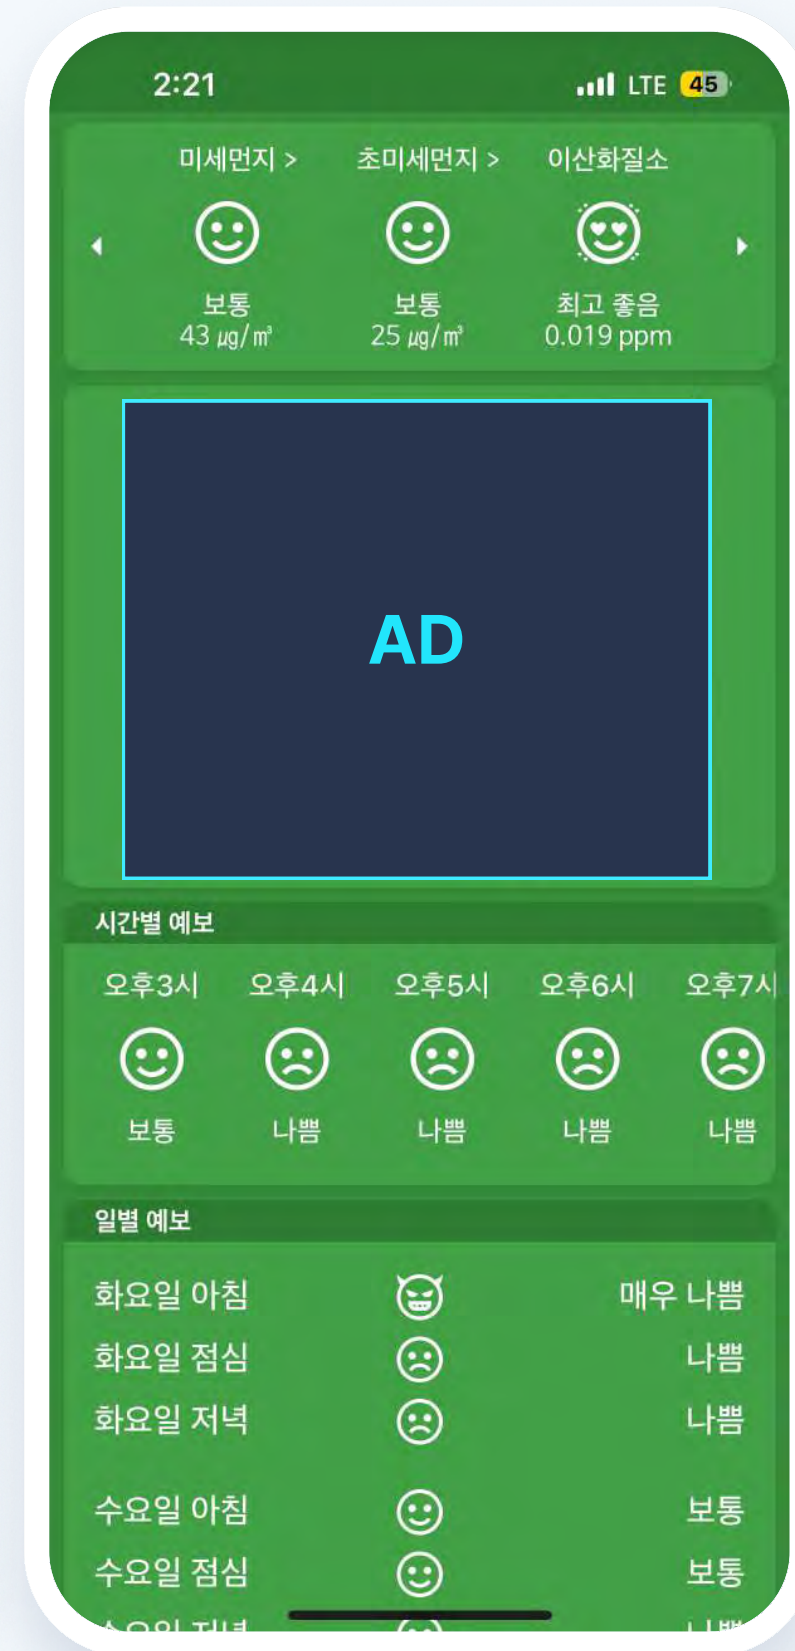 2:21 LTE 45
미세먼지 > 초미세먼지 > 이산화질소
보통 보통 최고 좋음
43 ㎍/㎥ 25 ㎍/㎥ 0.019 ppm
AD
시간별 예보
오후3시 오후4시 오후5시 오후6시 오후7시
보통 나쁨 나쁨 나쁨 나쁨
일별 예보
화요일 아침 매우 나쁨
화요일 점심 나쁨
화요일 저녁 나쁨
수요일 아침 보통
수요일 점심 보통